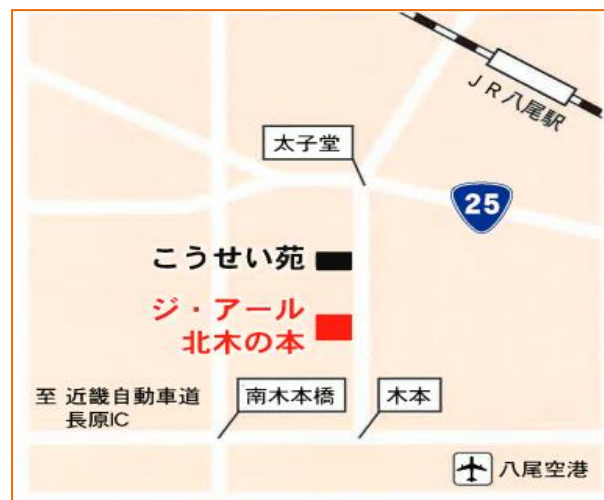 JR八尾駅
太子堂
25
こうせい苑
ジ・アール
北木の本
至 近畿自動車道
長原IC
南木本橋
木本
八尾空港